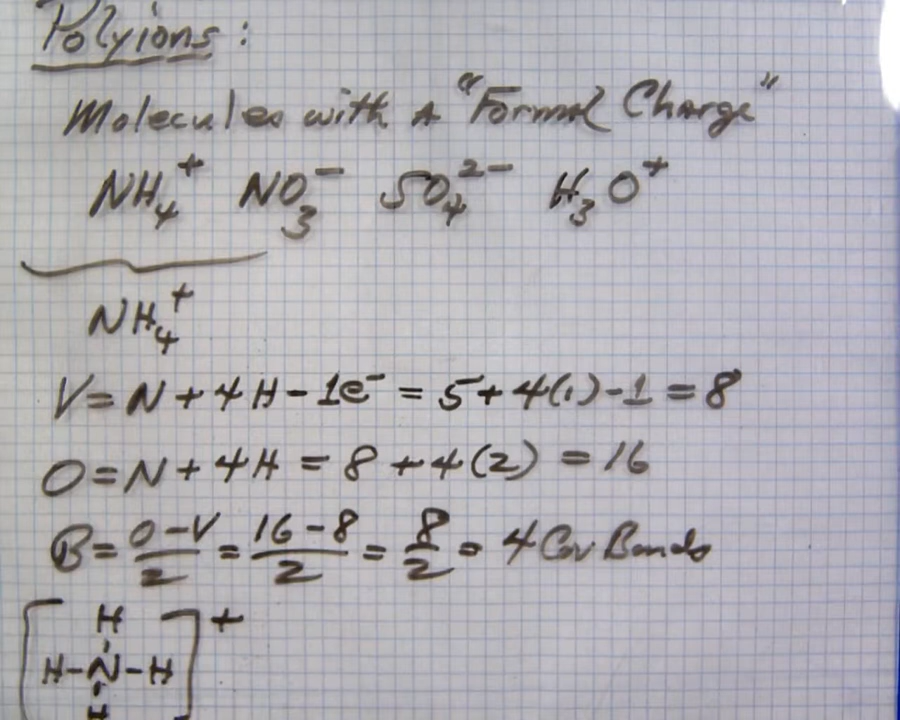 Polyions:
Molecules with a "Formal Charge"
NH₄⁺ NO₃⁻ SO₄²⁻ H₃O⁺
NH₄⁺
V = N + 4H - 1e⁻ = 5 + 4(1) - 1 = 8
O = N + 4H = 8 + 4(2) = 16
B = (O - V)/2 = (16 - 8)/2 = 8/2 = 4 Cov Bonds
[ H ]⁺
H-N-H
H